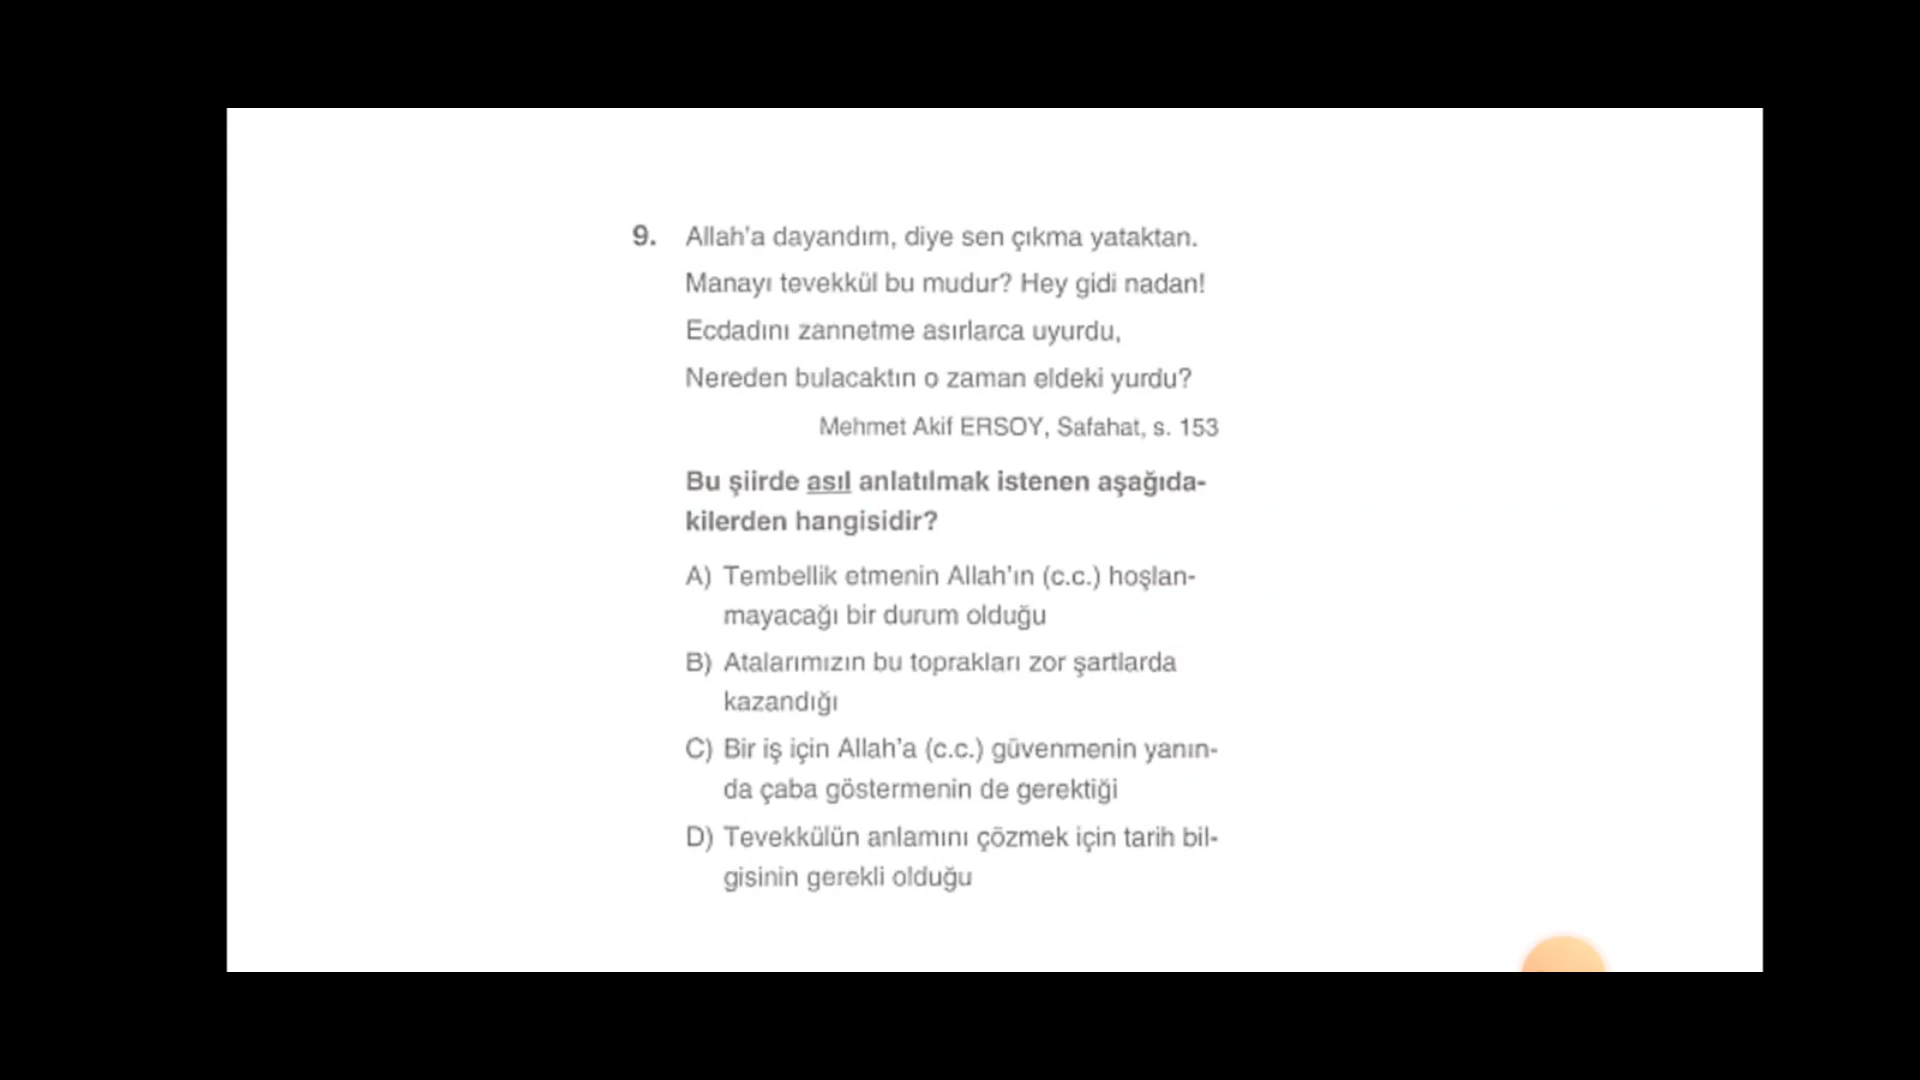 9. Allah'a dayandım, diye sen çıkma yataktan.
Manayı tevekkül bu mudur? Hey gidi nadan!
Ecdadını zannetme asırlarca uyurdu,
Nereden bulacaktın o zaman eldeki yurdu?
Mehmet Akif ERSOY, Safahat, s. 153
Bu şiirde asıl anlatılmak istenen aşağıda-
kilerden hangisidir?
A) Tembellik etmenin Allah'ın (c.c.) hoşlan-
mayacağı bir durum olduğu
B) Atalarımızın bu toprakları zor şartlarda
kazandığı
C) Bir iş için Allah'a (c.c.) güvenmenin yanın-
da çaba göstermenin de gerektiği
D) Tevekkülün anlamını çözmek için tarih bil-
gisinin gerekli olduğu